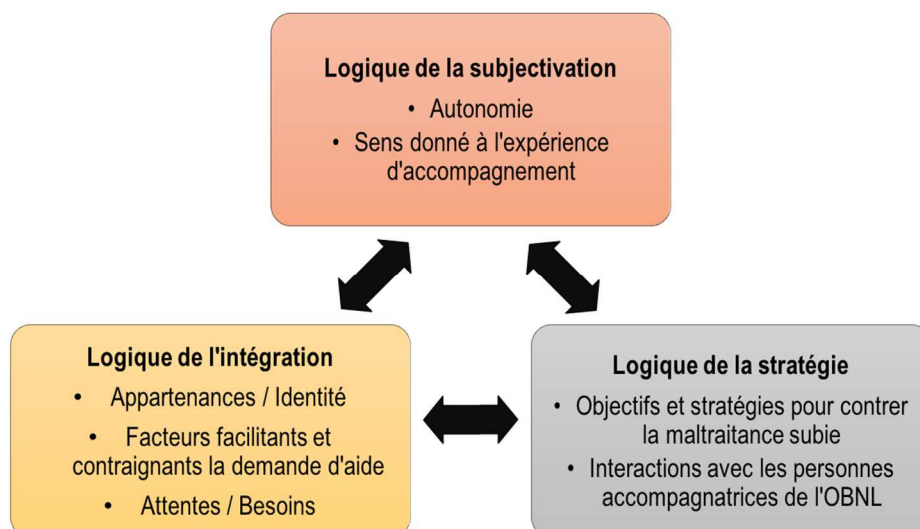 Logique de la subjectivation
• Autonomie
• Sens donné à l'expérience
d'accompagnement
Logique de l'intégration
• Appartenances / Identité
• Facteurs facilitants et
contraignants la demande d'aide
• Attentes / Besoins
Logique de la stratégie
• Objectifs et stratégies pour contrer
la maltraitance subie
• Interactions avec les personnes
accompagnatrices de l'OBNL